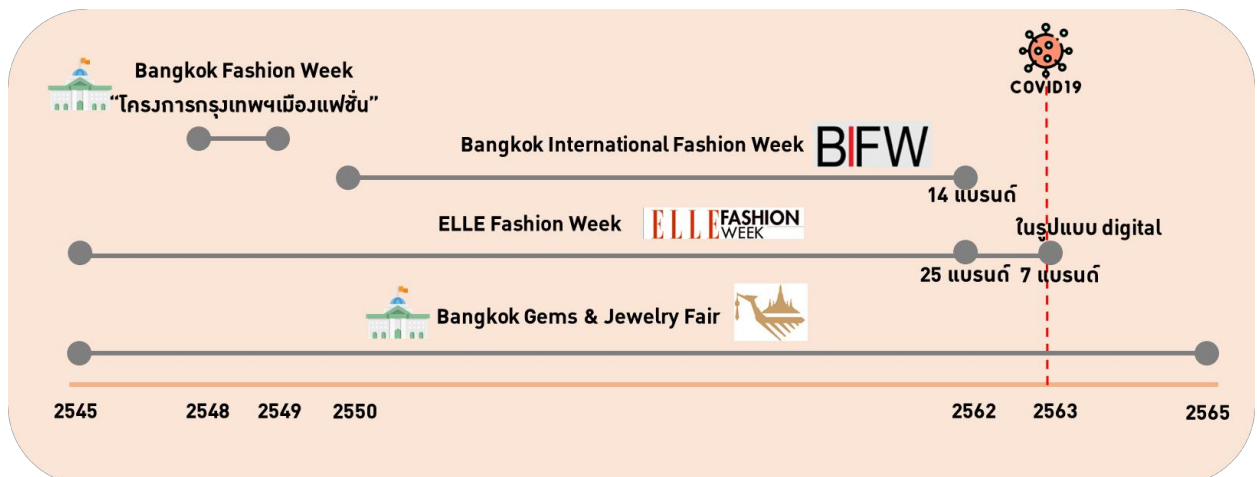 Bangkok Fashion Week
“โครงการกรุงเทพฯเมืองแฟชั่น”
COVID19
Bangkok International Fashion Week
BIFW
14 แบรนด์
ELLE Fashion Week
ELLE FASHION WEEK
ในรูปแบบ digital
25 แบรนด์
7 แบรนด์
Bangkok Gems & Jewelry Fair
2545
2548
2549
2550
2562
2563
2565